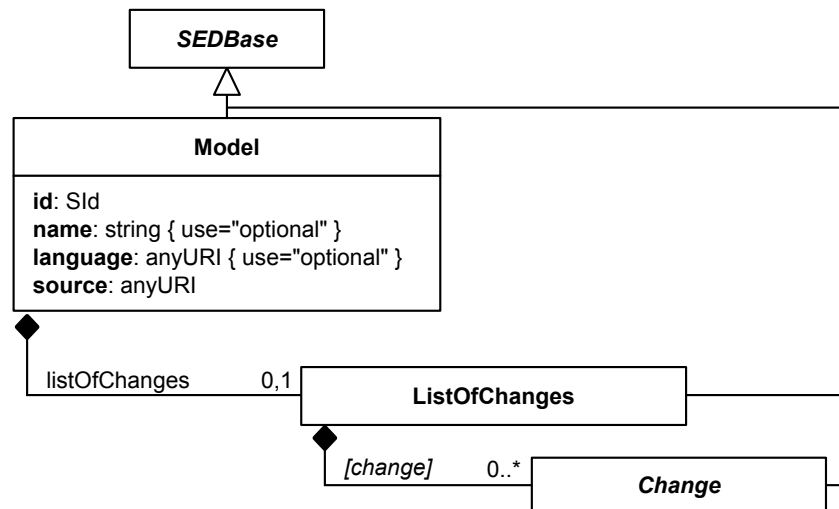 SEDBase
Model
id: SId
name: string { use="optional" }
language: anyURI { use="optional" }
source: anyURI
listOfChanges 0,1
ListOfChanges
[change] 0..*
Change